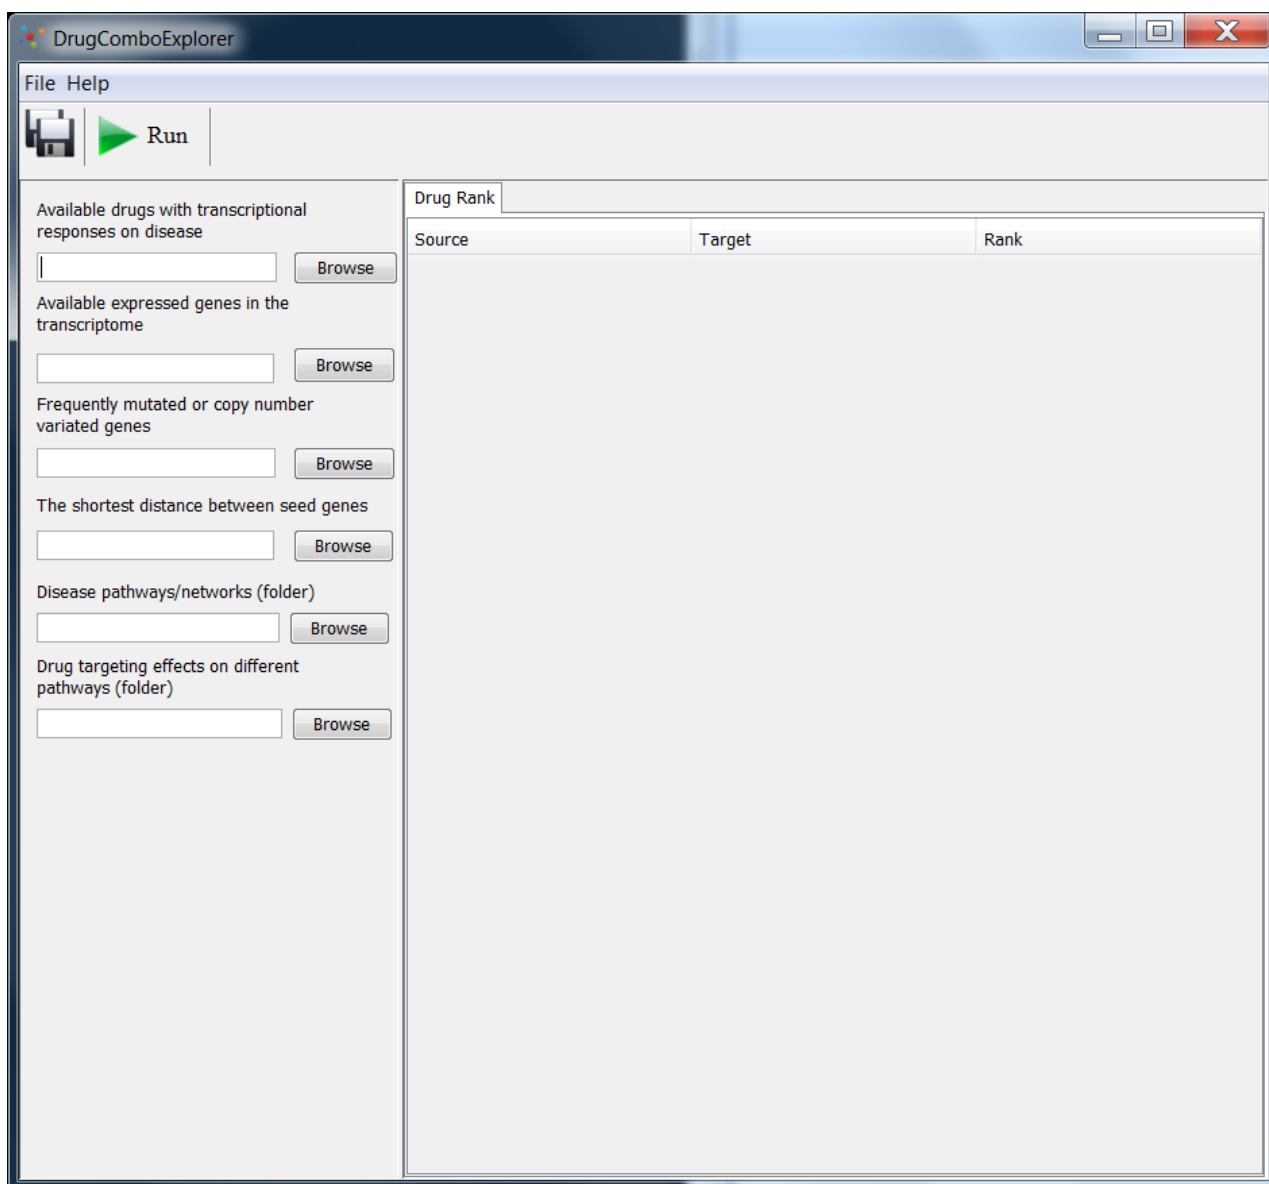 DrugComboExplorer
File Help
Run
Available drugs with transcriptional
responses on disease
Browse
Available expressed genes in the
transcriptome
Browse
Frequently mutated or copy number
variated genes
Browse
The shortest distance between seed genes
Browse
Disease pathways/networks (folder)
Browse
Drug targeting effects on different
pathways (folder)
Browse
Drug Rank
Source Target Rank